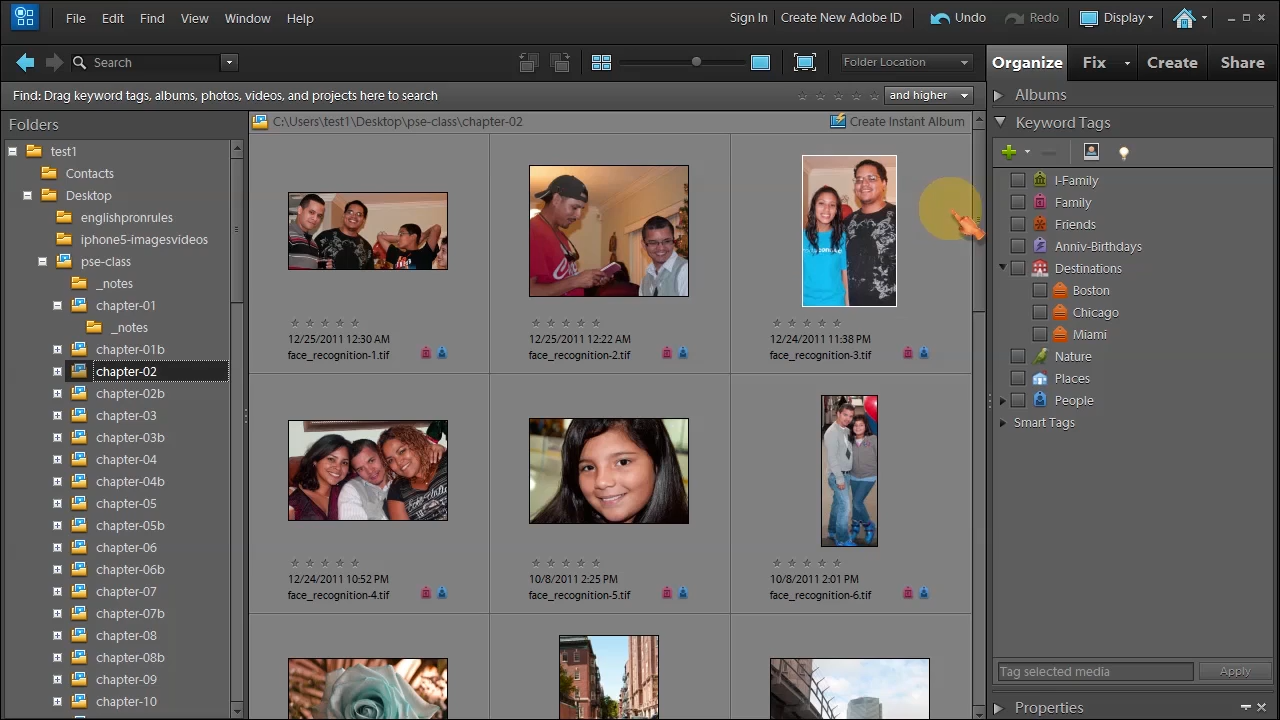 File Edit Find View Window Help
Sign In Create New Adobe ID Undo Redo Display
Search
Folder Location
Organize Fix Create Share
Find: Drag keyword tags, albums, photos, videos, and projects here to search
and higher
Folders
test1
Contacts
Desktop
englishpronrules
iphone5-imagesvideos
pse-class
_notes
chapter-01
_notes
chapter-01b
chapter-02
chapter-02b
chapter-03
chapter-03b
chapter-04
chapter-04b
chapter-05
chapter-05b
chapter-06
chapter-06b
chapter-07
chapter-07b
chapter-08
chapter-08b
chapter-09
chapter-10
C:\Users\test1\Desktop\pse-class\chapter-02
Create Instant Album
12/25/2011 12:30 AM
face_recognition-1.tif
12/25/2011 12:22 AM
face_recognition-2.tif
12/24/2011 11:38 PM
face_recognition-3.tif
12/24/2011 10:52 PM
face_recognition-4.tif
10/8/2011 2:25 PM
face_recognition-5.tif
10/8/2011 2:01 PM
face_recognition-6.tif
Albums
Keyword Tags
I-Family
Family
Friends
Anniv-Birthdays
Destinations
Boston
Chicago
Miami
Nature
Places
People
Smart Tags
Tag selected media
Apply
Properties